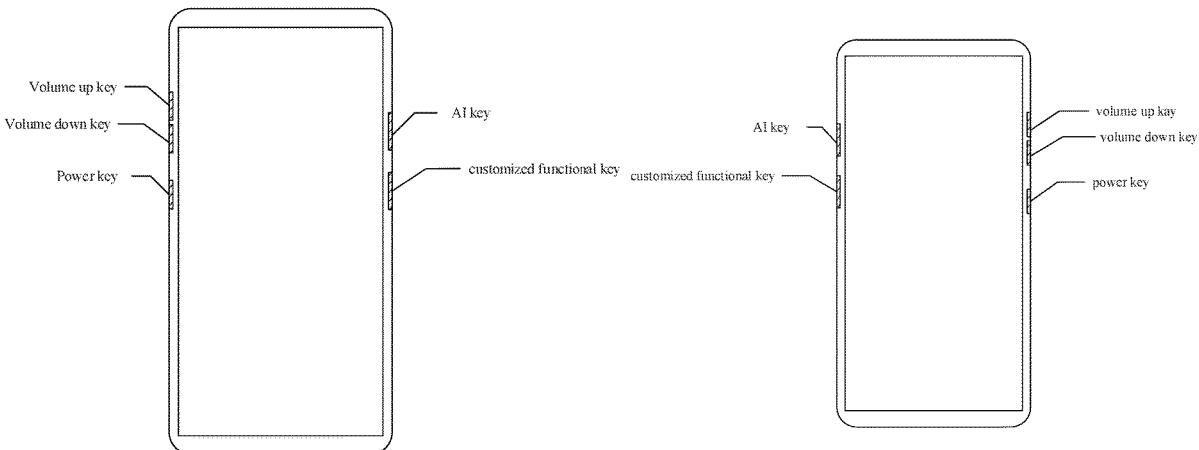 Volume up key
Volume down key
Power key
AI key
customized functional key
AI key
customized functional key
volume up kay
volume down key
power key